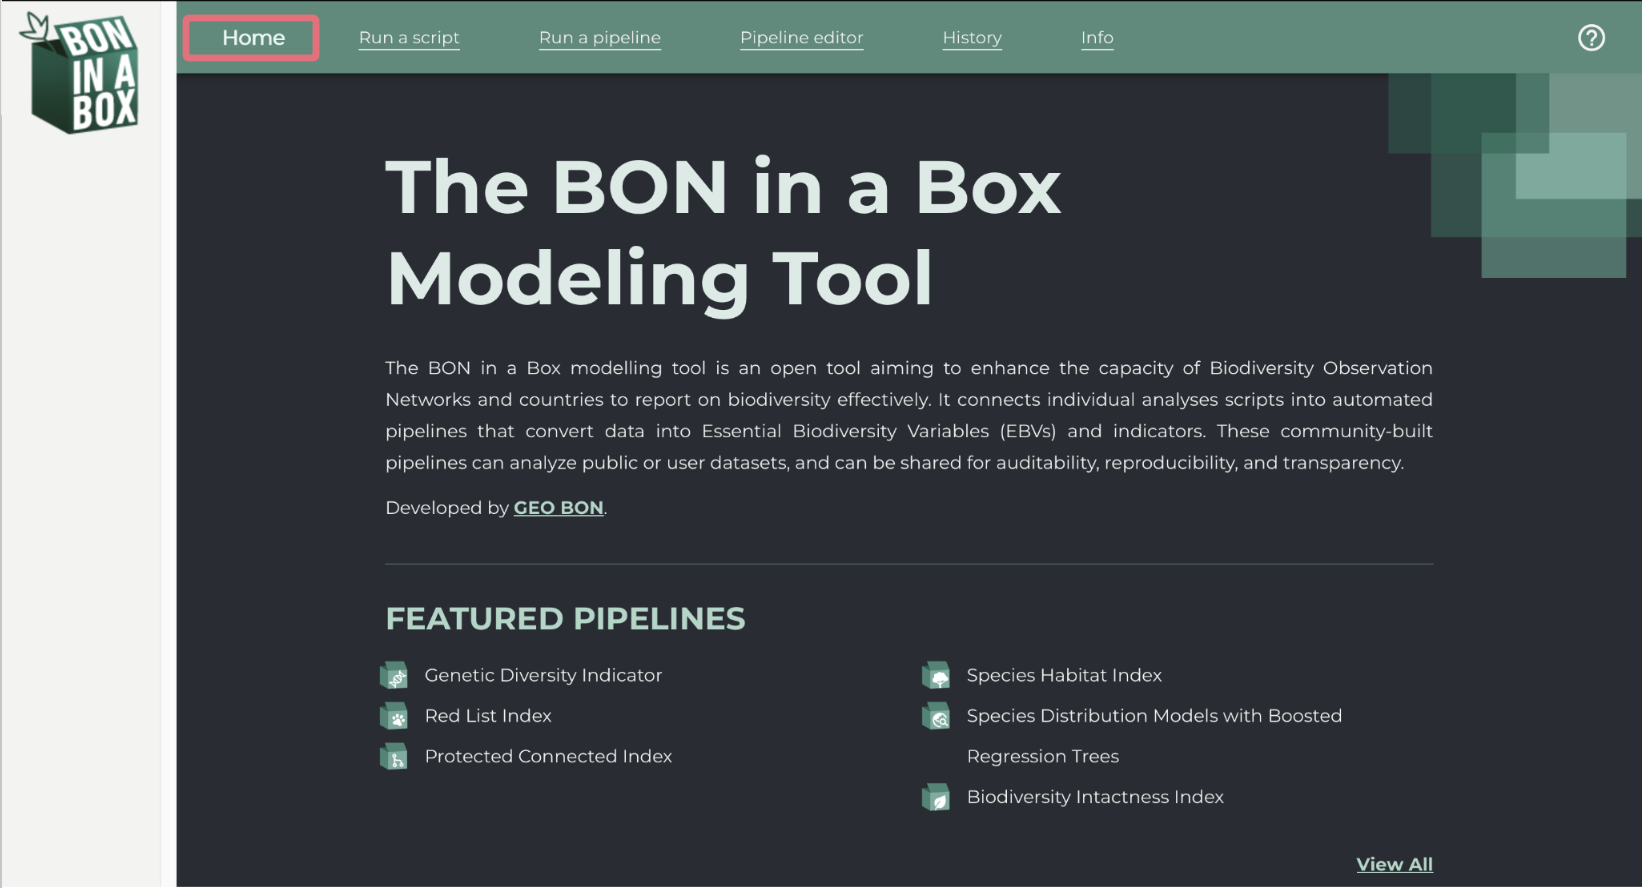 BON
IN A
BOX
Home
Run a script
Run a pipeline
Pipeline editor
History
Info
?
The BON in a Box
Modeling Tool
The BON in a Box modelling tool is an open tool aiming to enhance the capacity of Biodiversity Observation
Networks and countries to report on biodiversity effectively. It connects individual analyses scripts into automated
pipelines that convert data into Essential Biodiversity Variables (EBVs) and indicators. These community-built
pipelines can analyze public or user datasets, and can be shared for auditability, reproducibility, and transparency.
Developed by GEO BON.
FEATURED PIPELINES
Genetic Diversity Indicator
Red List Index
Protected Connected Index
Species Habitat Index
Species Distribution Models with Boosted
Regression Trees
Biodiversity Intactness Index
View All